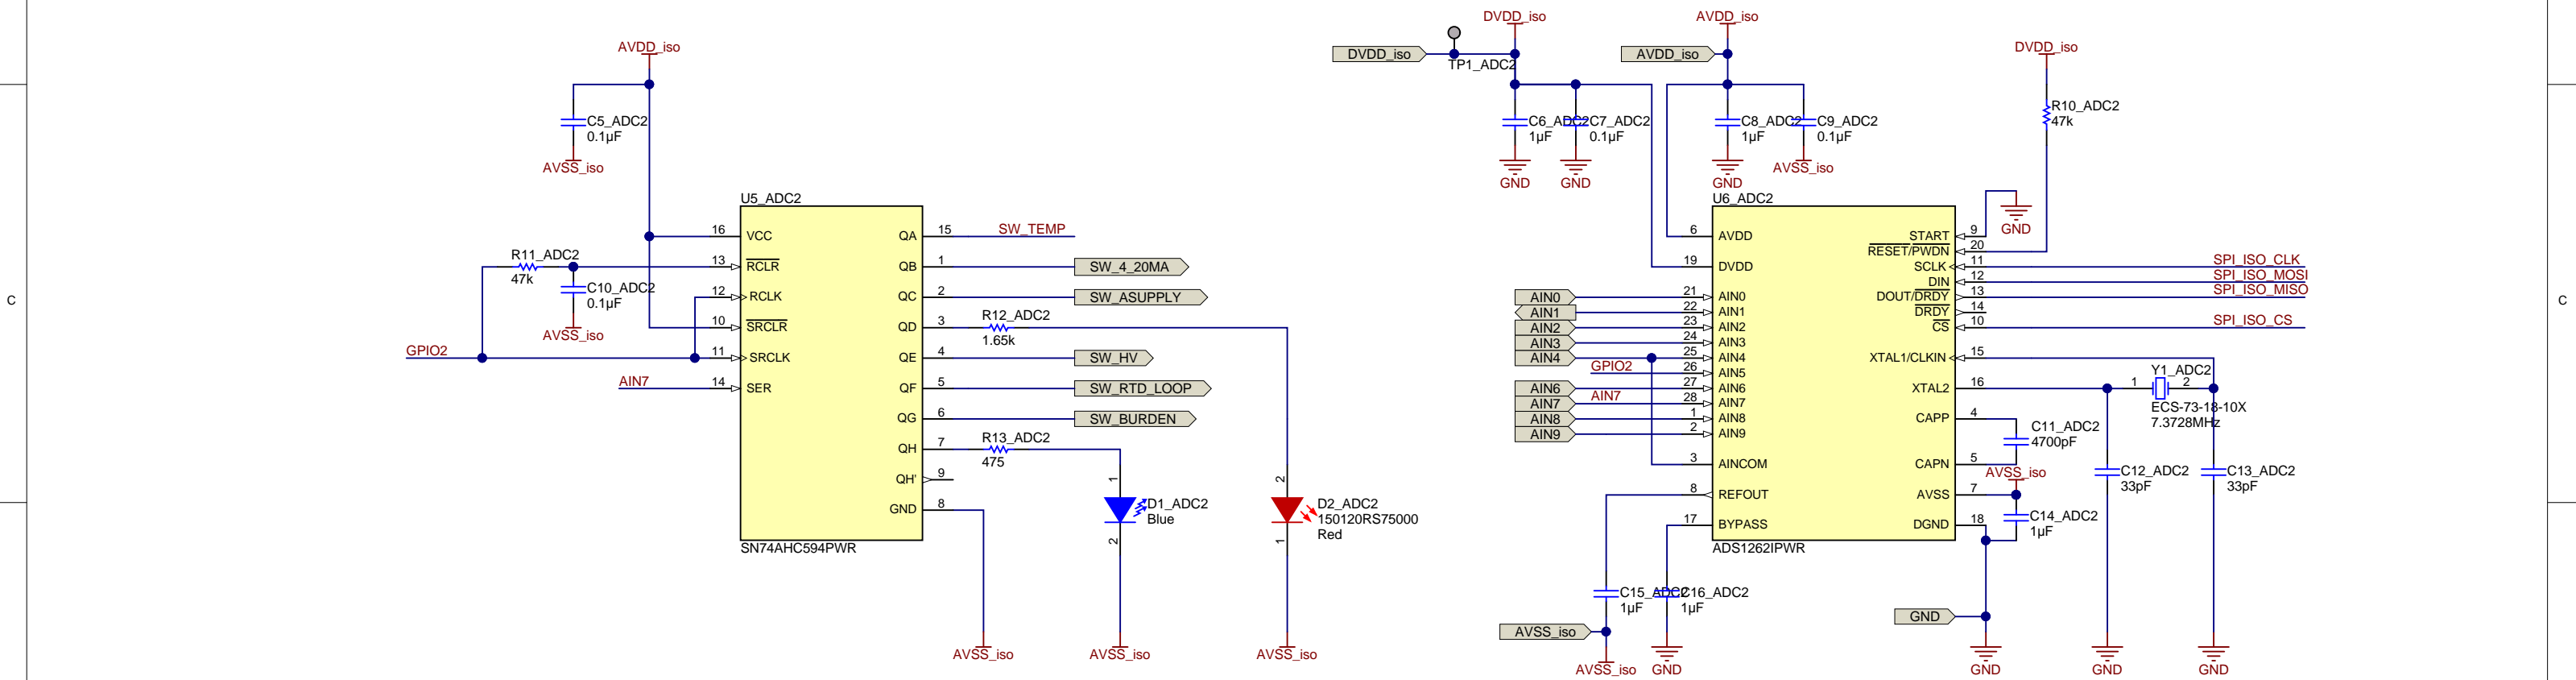 C
C
AVDD_iso
C5_ADC2
0.1µF
AVSS_iso
R11_ADC2
47k
C10_ADC2
0.1µF
AVSS_iso
GPIO2
AIN7
U5_ADC2
16 VCC
13 RCLR
12 RCLK
10 SRCLR
11 SRCLK
14 SER
QA 15 SW_TEMP
QB 1 SW_4_20MA
QC 2 SW_ASUPPLY
QD 3
R12_ADC2
1.65k
QE 4 SW_HV
QF 5 SW_RTD_LOOP
QG 6 SW_BURDEN
QH 7
R13_ADC2
475
QH' 9
GND 8
SN74AHC594PWR
AVSS_iso
1
D1_ADC2
Blue
2
AVSS_iso
2
D2_ADC2
150120RS75000
Red
1
AVSS_iso
DVDD_iso
DVDD_iso
TP1_ADC2
C6_ADC2
1µF
GND
C7_ADC2
0.1µF
GND
AVDD_iso
AVDD_iso
C8_ADC2
1µF
GND
C9_ADC2
0.1µF
AVSS_iso
DVDD_iso
R10_ADC2
47k
GND
U6_ADC2
6 AVDD
19 DVDD
AIN0 21 AIN0
AIN1 22 AIN1
AIN2 23 AIN2
AIN3 24 AIN3
AIN4 25 AIN4
GPIO2 26 AIN5
AIN6 27 AIN6
AIN7 AIN7 28 AIN7
AIN8 1 AIN8
AIN9 2 AIN9
3 AINCOM
8 REFOUT
17 BYPASS
START 9
RESET/PWDN 20
SCLK 11 SPI_ISO_CLK
DIN 12 SPI_ISO_MOSI
DOUT/DRDY 13 SPI_ISO_MISO
DRDY 14
CS 10 SPI_ISO_CS
XTAL1/CLKIN 15
XTAL2 16
CAPP 4
CAPN 5
AVSS 7
DGND 18
ADS1262IPWR
Y1_ADC2
1 2
ECS-73-18-10X
7.3728MHz
C11_ADC2
4700pF
AVSS_iso
C14_ADC2
1µF
C12_ADC2
33pF
C13_ADC2
33pF
C15_ADC2
1µF
C16_ADC2
1µF
AVSS_iso
AVSS_iso
GND
GND
GND
GND
GND